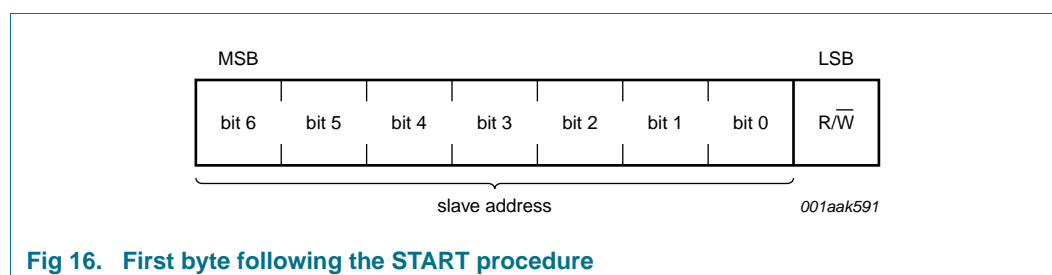 MSB LSB
bit 6 bit 5 bit 4 bit 3 bit 2 bit 1 bit 0 R/W̅
slave address 001aak591
Fig 16. First byte following the START procedure